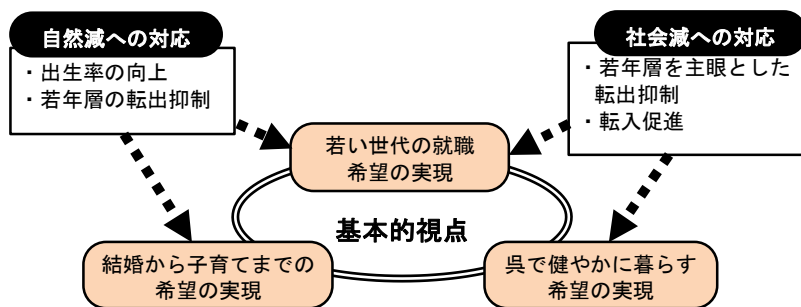 自然減への対応
・出生率の向上
・若年層の転出抑制
社会減への対応
・若年層を主眼とした
転出抑制
・転入促進
若い世代の就職
希望の実現
基本的視点
結婚から子育てまでの
希望の実現
呉で健やかに暮らす
希望の実現